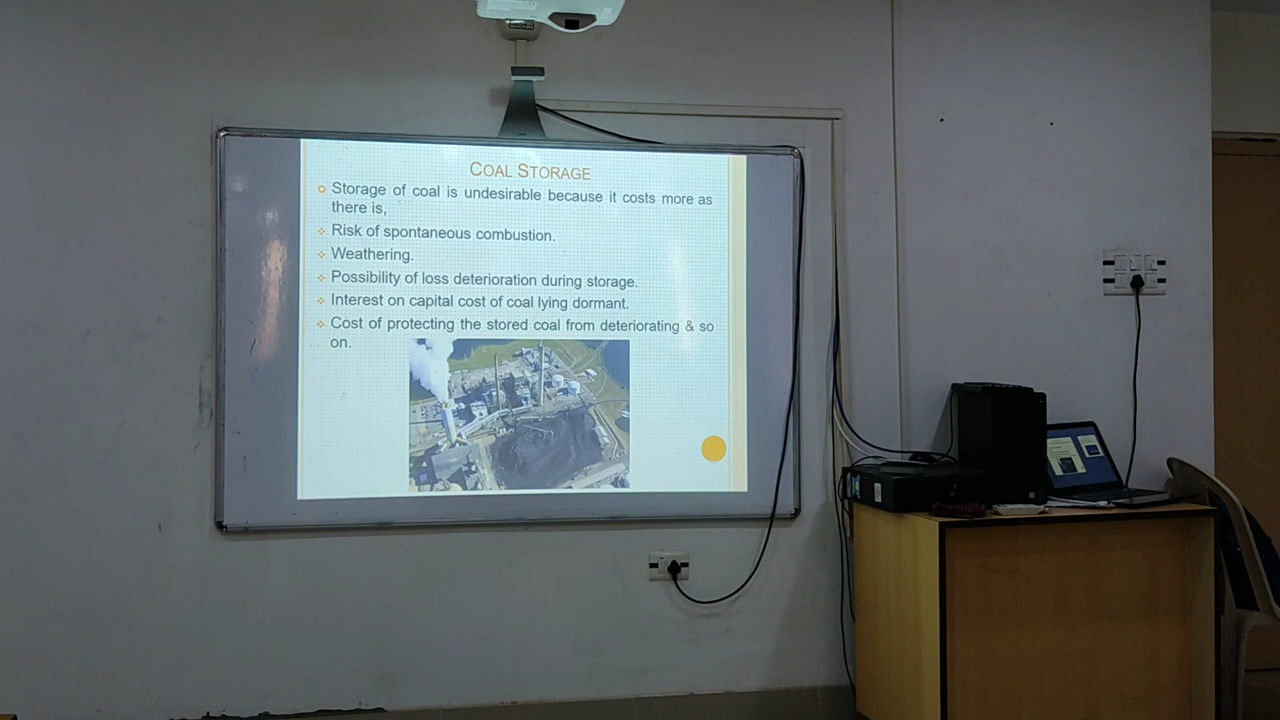 COAL STORAGE
Storage of coal is undesirable because it costs more as
there is,
Risk of spontaneous combustion.
Weathering.
Possibility of loss deterioration during storage.
Interest on capital cost of coal lying dormant.
Cost of protecting the stored coal from deteriorating & so
on.